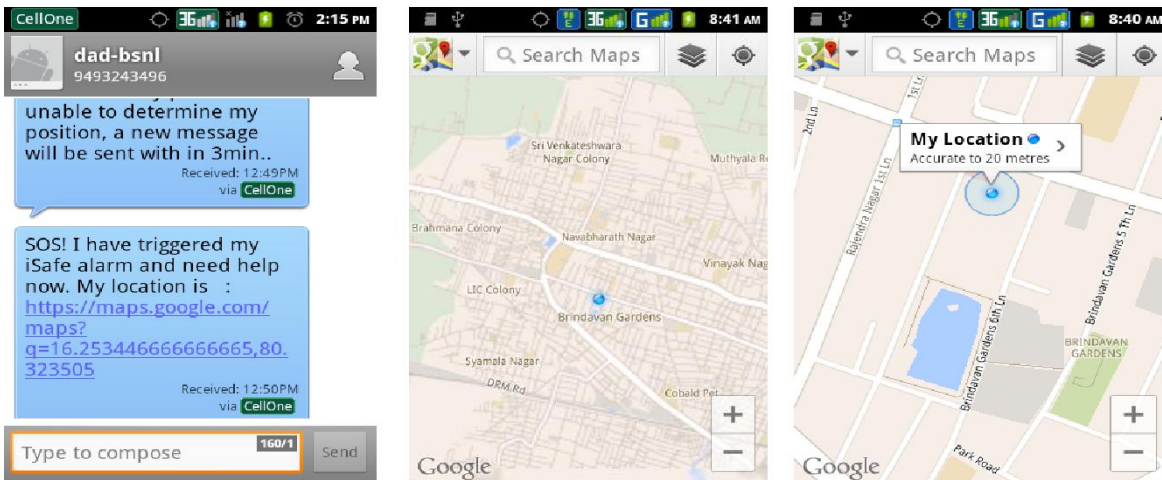 CellOne
3G
2:15 PM
dad-bsnl
9493243496
unable to determine my
position, a new message
will be sent with in 3min..
Received: 12:49PM
via CellOne
SOS! I have triggered my
iSafe alarm and need help
now. My location is :
https://maps.google.com/
maps?
q=16.253446666666665,80.
323505
Received: 12:50PM
via CellOne
Type to compose
160/1
Send
3G
G
8:41 AM
Search Maps
Sri Venkateshwara
Nagar Colony
Muthyala
Brahmana Colony
Navabharath Nagar
Vinayak Nag
LIC Colony
Brindavan Gardens
Syamala Nagar
DRM.Rd
Cobald Pet
+
−
Google
3G
G
8:40 AM
Search Maps
1st Ln
2nd Ln
My Location
Accurate to 20 metres
Rajendra Nagar 1st Ln
Brindavan Gardens 5 Th Ln
Brindavan Gardens 6th Ln
BRINDAVAN
GARDENS
Park Road
+
−
Google